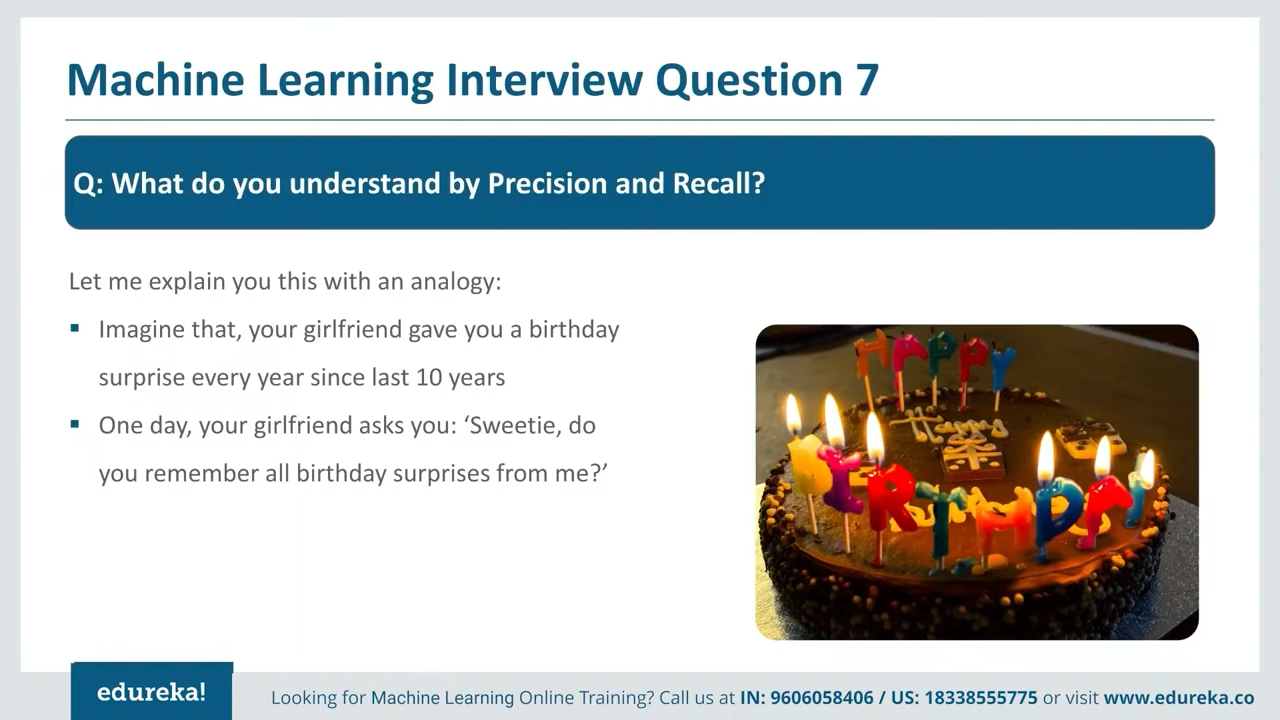 Machine Learning Interview Question 7
Q: What do you understand by Precision and Recall?
Let me explain you this with an analogy:
▪ Imagine that, your girlfriend gave you a birthday
surprise every year since last 10 years
▪ One day, your girlfriend asks you: ‘Sweetie, do
you remember all birthday surprises from me?’
HAPPY
Happy
BIRTHDAY
edureka!
Looking for Machine Learning Online Training? Call us at IN: 9606058406 / US: 18338555775 or visit www.edureka.co